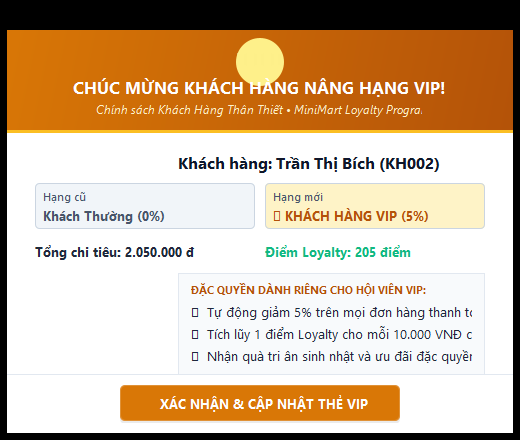 CHÚC MỪNG KHÁCH HÀNG NÂNG HẠNG VIP!
Chính sách Khách Hàng Thân Thiết • MiniMart Loyalty Progra
Khách hàng: Trần Thị Bích (KH002)
Hạng cũ
Khách Thường (0%)
Hạng mới
KHÁCH HÀNG VIP (5%)
Tổng chi tiêu: 2.050.000 đ
Điểm Loyalty: 205 điểm
ĐẶC QUYỀN DÀNH RIÊNG CHO HỘI VIÊN VIP:
Tự động giảm 5% trên mọi đơn hàng thanh to
Tích lũy 1 điểm Loyalty cho mỗi 10.000 VNĐ c
Nhận quà tri ân sinh nhật và ưu đãi đặc quyền
XÁC NHẬN & CẬP NHẬT THẺ VIP